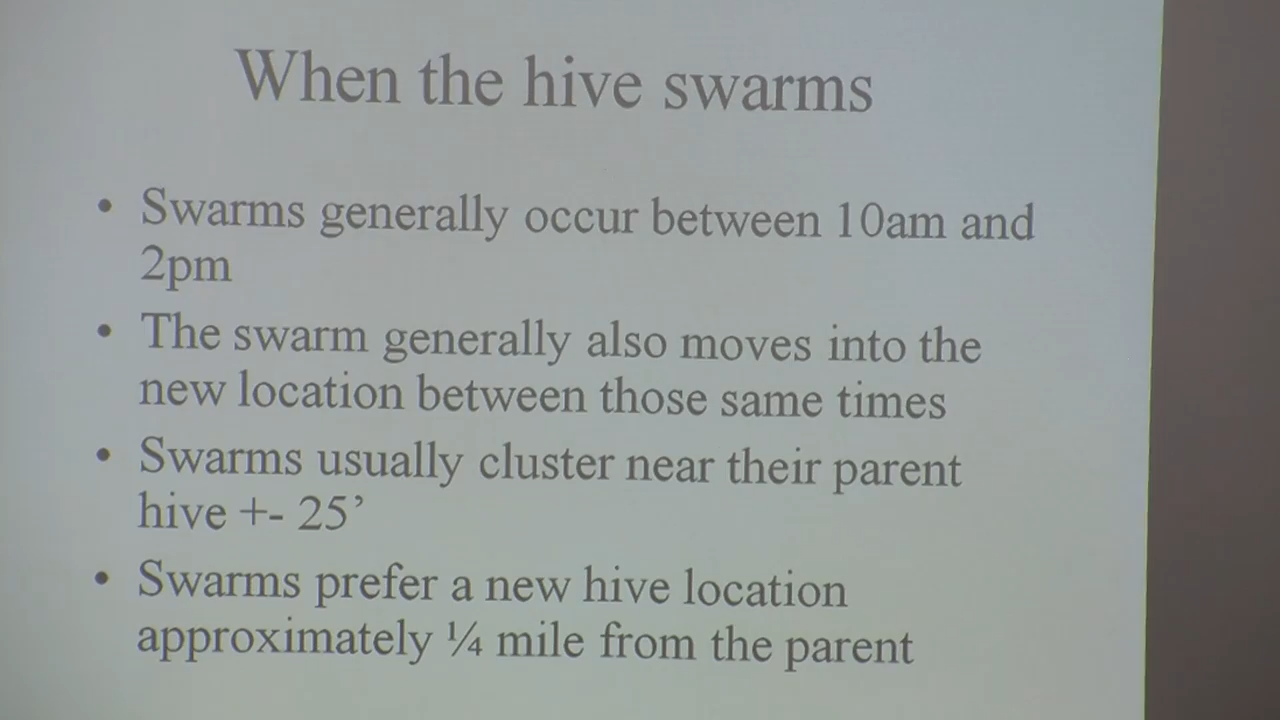 When the hive swarms
• Swarms generally occur between 10am and
2pm
• The swarm generally also moves into the
new location between those same times
• Swarms usually cluster near their parent
hive +- 25’
• Swarms prefer a new hive location
approximately ¼ mile from the parent